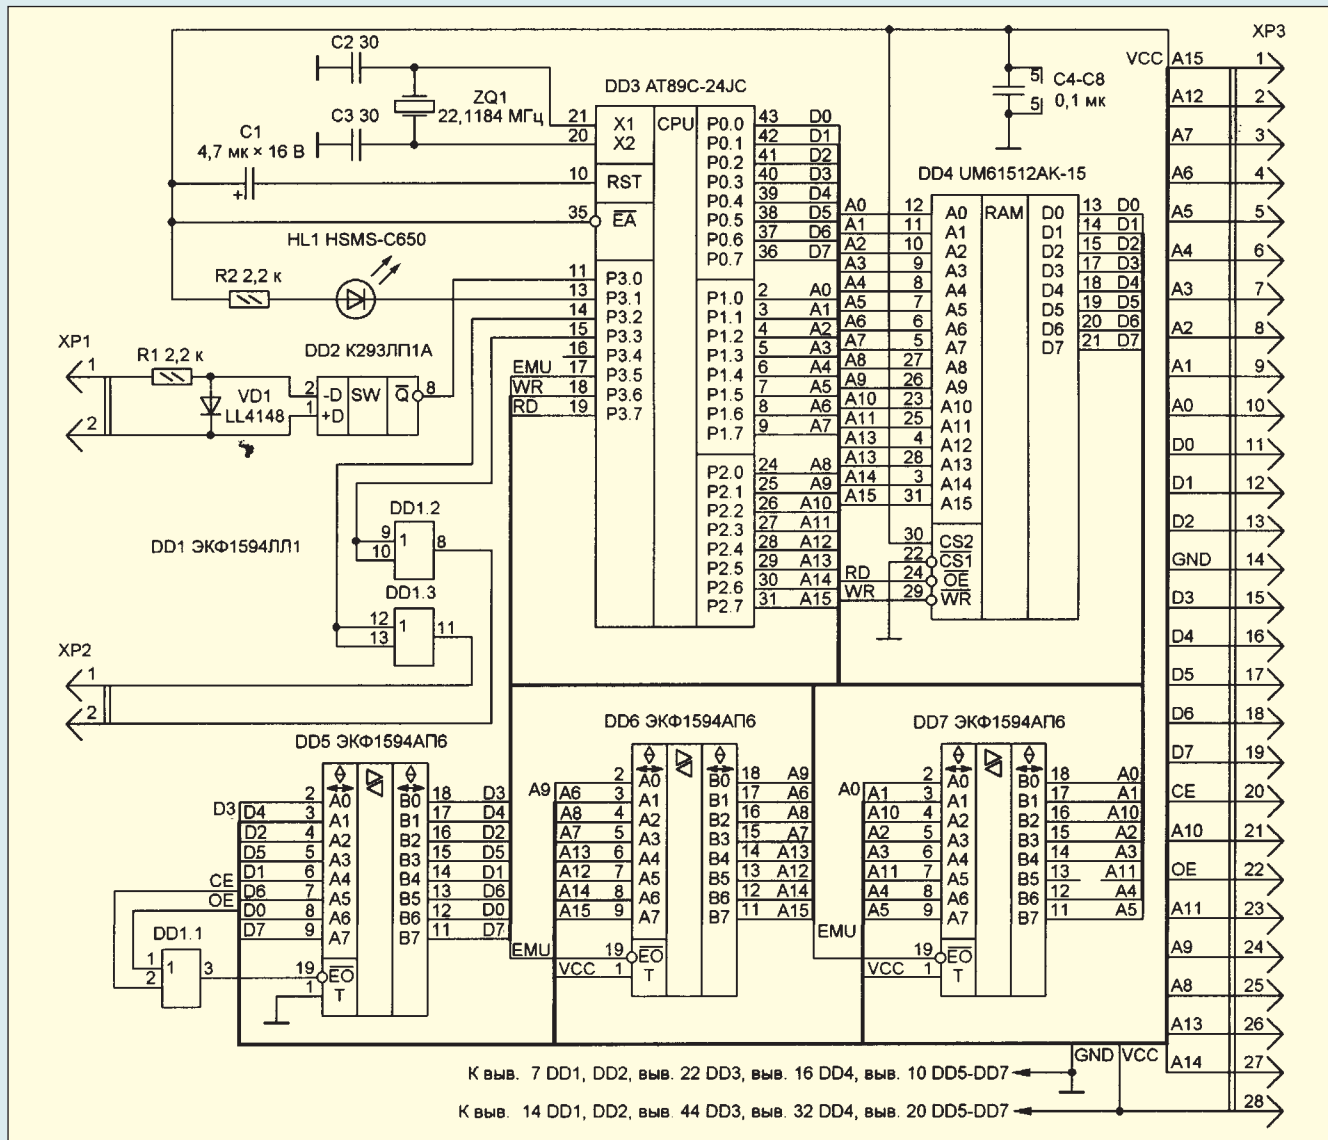 C2 30
ZQ1
22,1184 МГц
C3 30
C1
4,7 мк × 16 В
+
DD3 AT89C-24JC
21 X1
20 X2
10 RST
35 EA
11 P3.0
13 P3.1
14 P3.2
15 P3.3
16 P3.4
EMU 17 P3.5
WR 18 P3.6
RD 19 P3.7
CPU
P0.0 43 D0
P0.1 42 D1
P0.2 41 D2
P0.3 40 D3
P0.4 39 D4
P0.5 38 D5
P0.6 37 D6
P0.7 36 D7
P1.0 2 A0
P1.1 3 A1
P1.2 4 A2
P1.3 5 A3
P1.4 6 A4
P1.5 7 A5
P1.6 8 A6
P1.7 9 A7
P2.0 24 A8
P2.1 25 A9
P2.2 26 A10
P2.3 27 A11
P2.4 28 A12
P2.5 29 A13
P2.6 30 A14
P2.7 31 A15
5
5
C4-C8
0,1 мк
DD4 UM61512AK-15
A0 12 A0
A1 11 A1
A2 10 A2
A3 9 A3
A4 8 A4
A5 7 A5
A6 6 A6
A7 5 A7
A8 27 A8
A9 26 A9
A10 23 A10
A11 25 A11
A13 4 A12
A13 28 A13
A14 3 A14
A15 31 A15
30 CS2
22 CS1
RD 24 OE
WR 29 WR
RAM
D0 13 D0
D1 14 D1
D2 15 D2
D3 17 D3
D4 18 D4
D5 19 D5
D6 20 D6
D7 21 D7
HL1 HSMS-C650
R2 2,2 к
XP1
1
2
R1 2,2 к
VD1
LL4148
DD2 К293ЛП1А
2 -D
1 +D
SW
Q 8
DD1 ЭКФ1594ЛЛ1
DD1.2
9
10
1
8
DD1.3
12
13
1
11
XP2
1
2
DD5 ЭКФ1594АП6
D3 2 A0
D4 3 A1
D2 4 A2
D5 5 A3
D1 6 A4
D6 7 A5
D0 8 A6
D7 9 A7
19 EO
1 T
B0 18 D3
B1 17 D4
B2 16 D2
B3 15 D5
B4 14 D1
B5 13 D6
B6 12 D0
B7 11 D7
CE
OE
DD1.1
1
2
1
3
DD6 ЭКФ1594АП6
A9 2 A0
A6 3 A1
A8 4 A2
A7 5 A3
A13 6 A4
A12 7 A5
A14 8 A6
A15 9 A7
EMU 19 EO
VCC 1 T
B0 18 A9
B1 17 A6
B2 16 A8
B3 15 A7
B4 14 A13
B5 13 A12
B6 12 A14
B7 11 A15
DD7 ЭКФ1594АП6
A0 2 A0
A1 3 A1
A10 4 A2
A2 5 A3
A3 6 A4
A11 7 A5
A4 8 A6
A5 9 A7
EMU 19 EO
VCC 1 T
B0 18 A0
B1 17 A1
B2 16 A10
B3 15 A2
B4 14 A3
B5 13 A11
B6 12 A4
B7 11 A5
XP3
VCC
A15 1
A12 2
A7 3
A6 4
A5 5
A4 6
A3 7
A2 8
A1 9
A0 10
D0 11
D1 12
D2 13
GND 14
D3 15
D4 16
D5 17
D6 18
D7 19
CE 20
A10 21
OE 22
A11 23
A9 24
A8 25
A13 26
A14 27
28
GND VCC
К выв. 7 DD1, DD2, выв. 22 DD3, выв. 16 DD4, выв. 10 DD5-DD7
К выв. 14 DD1, DD2, выв. 44 DD3, выв. 32 DD4, выв. 20 DD5-DD7